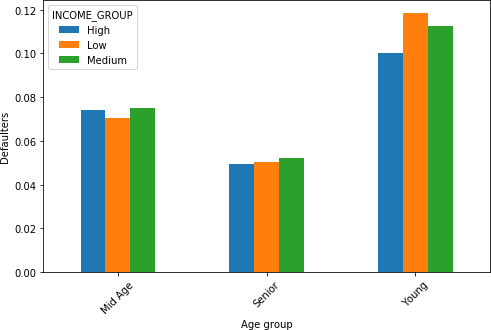 INCOME_GROUP
High
Low
Medium
0.12
0.10
0.08
0.06
0.04
0.02
0.00
Defaulters
Mid Age
Senior
Young
Age group